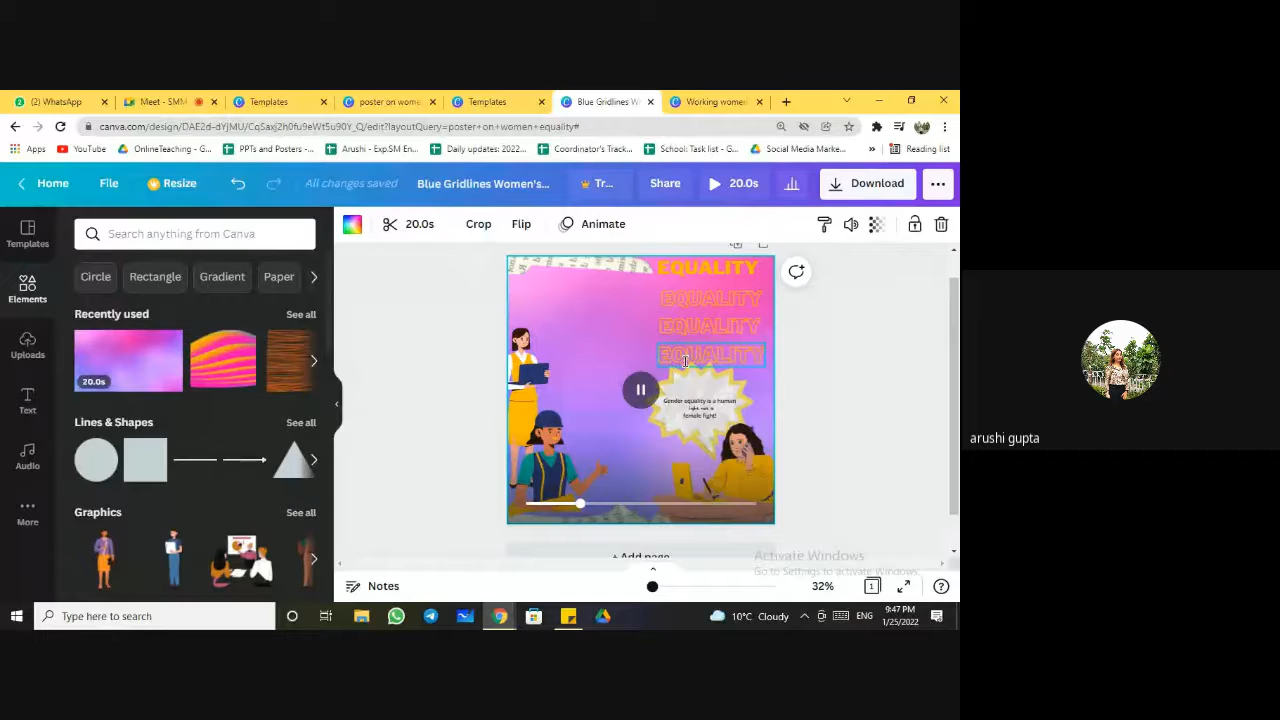 (2) WhatsApp
Meet - SMM
Templates
poster on wome
Templates
Blue Gridlines W
Working women
canva.com/design/DAE2d-dYjMU/CqSaxjZh0fu9eWt5u90Y_Q/edit?layoutQuery=poster+on+women+equality#
Apps
YouTube
OnlineTeaching - G...
PPTs and Posters -...
Arushi - Exp.SM En...
Daily updates: 2022...
Coordinator's Track...
School: Task list - G...
Social Media Marke...
»
Reading list
Home
File
Resize
All changes saved
Blue Gridlines Women's...
Tr...
Share
20.0s
Download
Templates
Elements
Uploads
Text
Audio
More
Search anything from Canva
Circle
Rectangle
Gradient
Paper
Recently used
See all
20.0s
Lines & Shapes
See all
Graphics
See all
20.0s
Crop
Flip
Animate
EQUALITY
EQUALITY
EQUALITY
EQUALITY
Gender equality is a human
fight not a
female fight!
+ Add page
Activate Windows
Go to Settings to activate Windows.
Notes
32%
1
Type here to search
10°C Cloudy
ENG
9:47 PM
1/25/2022
arushi gupta